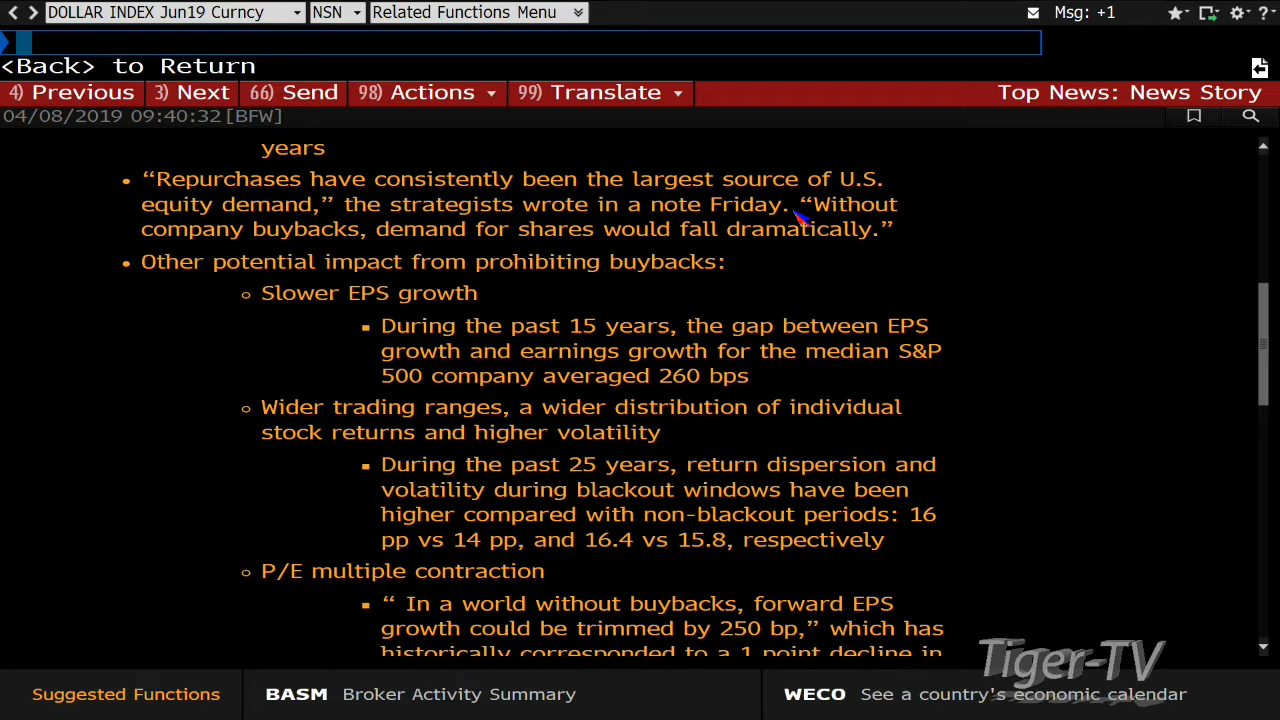 DOLLAR INDEX Jun19 Curncy NSN Related Functions Menu Msg: +1
<Back> to Return
4) Previous 3) Next 66) Send 98) Actions 99) Translate Top News: News Story
04/08/2019 09:40:32[BFW]
years
• “Repurchases have consistently been the largest source of U.S.
equity demand,” the strategists wrote in a note Friday. “Without
company buybacks, demand for shares would fall dramatically.”
• Other potential impact from prohibiting buybacks:
○ Slower EPS growth
▪ During the past 15 years, the gap between EPS
growth and earnings growth for the median S&P
500 company averaged 260 bps
○ Wider trading ranges, a wider distribution of individual
stock returns and higher volatility
▪ During the past 25 years, return dispersion and
volatility during blackout windows have been
higher compared with non-blackout periods: 16
pp vs 14 pp, and 16.4 vs 15.8, respectively
○ P/E multiple contraction
▪ “ In a world without buybacks, forward EPS
growth could be trimmed by 250 bp,” which has
historically corresponded to a 1 point decline in
Tiger-TV
Suggested Functions BASM Broker Activity Summary WECO See a country's economic calendar